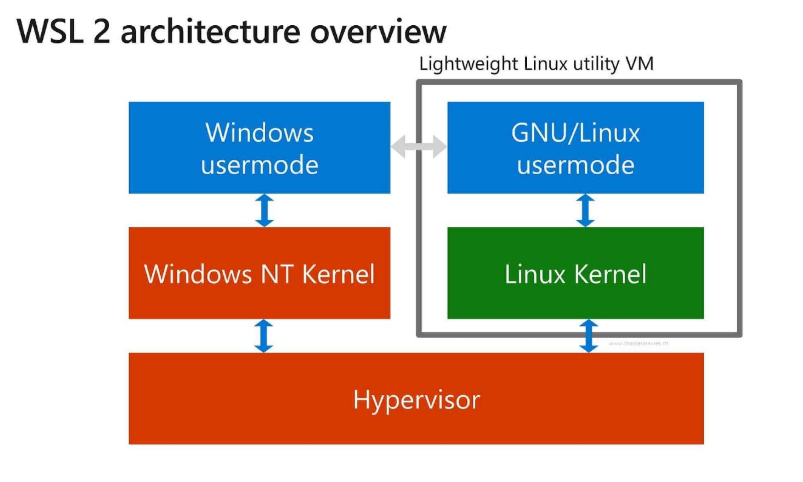 WSL 2 architecture overview
Lightweight Linux utility VM
Windows
usermode
GNU/Linux
usermode
Windows NT Kernel
Linux Kernel
Hypervisor